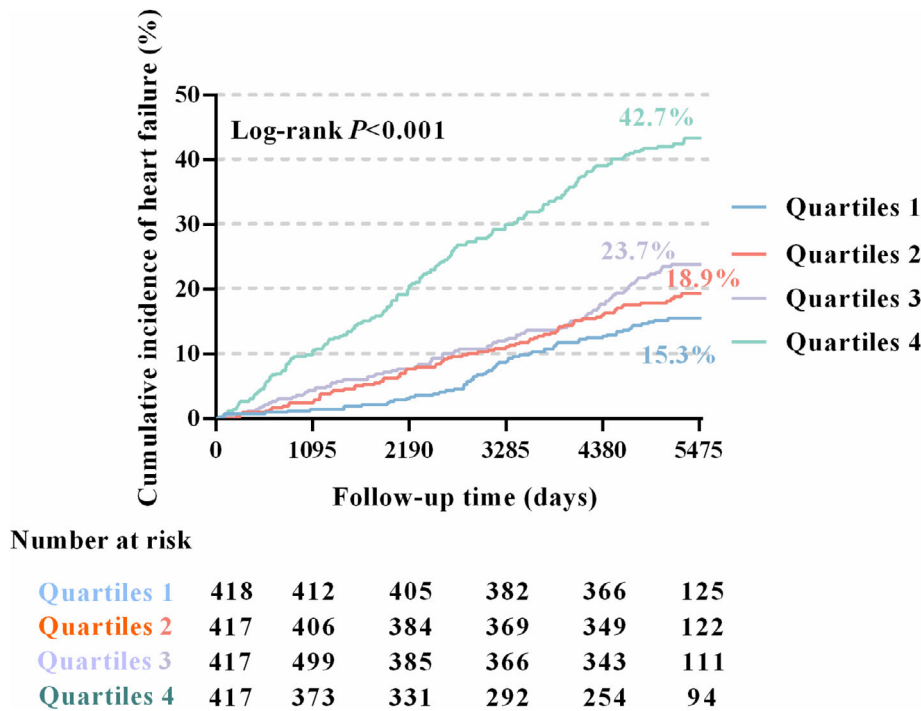 Cumulative incidence of heart failure (%)
50
40
30
20
10
0
Log-rank P<0.001
42.7%
23.7%
18.9%
15.3%
Quartiles 1
Quartiles 2
Quartiles 3
Quartiles 4
0 1095 2190 3285 4380 5475
Follow-up time (days)
Number at risk
Quartiles 1 418 412 405 382 366 125
Quartiles 2 417 406 384 369 349 122
Quartiles 3 417 499 385 366 343 111
Quartiles 4 417 373 331 292 254 94